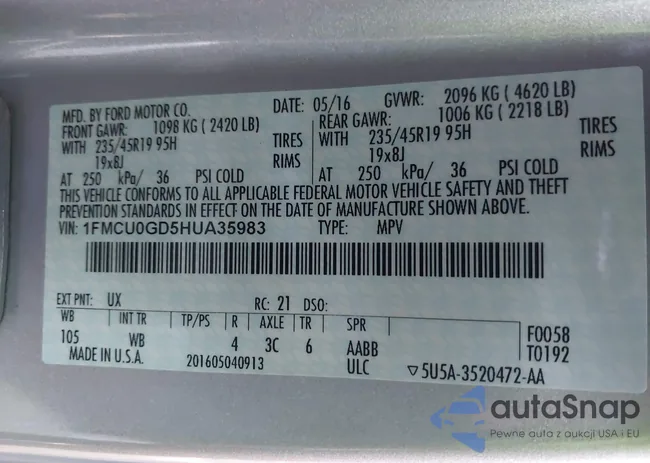 MFD. BY FORD MOTOR CO. DATE: 05/16 GVWR: 2096 KG ( 4620 LB)
FRONT GAWR: 1098 KG ( 2420 LB) REAR GAWR: 1006 KG ( 2218 LB)
WITH 235/45R19 95H TIRES WITH 235/45R19 95H TIRES
19x8J RIMS 19x8J RIMS
AT 250 kPa/ 36 PSI COLD AT 250 kPa/ 36 PSI COLD
THIS VEHICLE CONFORMS TO ALL APPLICABLE FEDERAL MOTOR VEHICLE SAFETY AND THEFT
PREVENTION STANDARDS IN EFFECT ON THE DATE OF MANUFACTURE SHOWN ABOVE.
VIN: 1FMCU0GD5HUA35983 TYPE: MPV
EXT PNT: UX RC: 21 DSO:
WB INT TR TP/PS R AXLE TR SPR F0058
105 WB 4 3C 6 AABB T0192
MADE IN U.S.A. 201605040913 ULC ▽5U5A-3520472-AA
autaSnap
Pewne auta z aukcji USA i EU